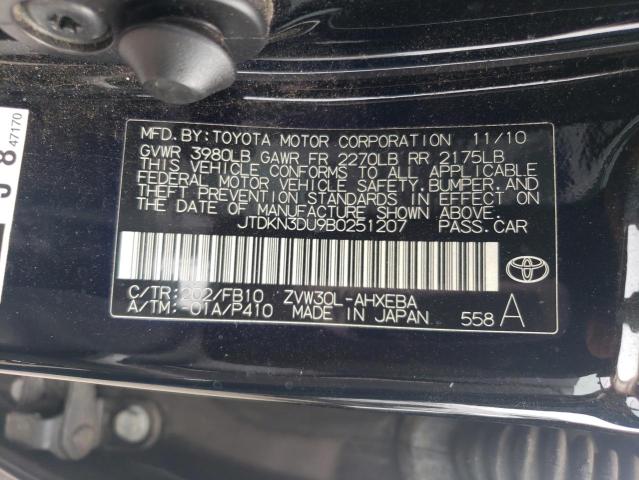 MFD.BY:TOYOTA MOTOR CORPORATION 11/10
GVWR 3980LB GAWR FR 2270LB RR 2175LB
THIS VEHICLE CONFORMS TO ALL APPLICABLE
FEDERAL MOTOR VEHICLE SAFETY, BUMPER, AND
THEFT PREVENTION STANDARDS IN EFFECT ON
THE DATE OF MANUFACTURE SHOWN ABOVE.
JTDKN3DU9B0251207 PASS.CAR
C/TR:202/FB10 ZVW30L-AHXEBA
A/TM:-01A/P410 MADE IN JAPAN 558 A
47170